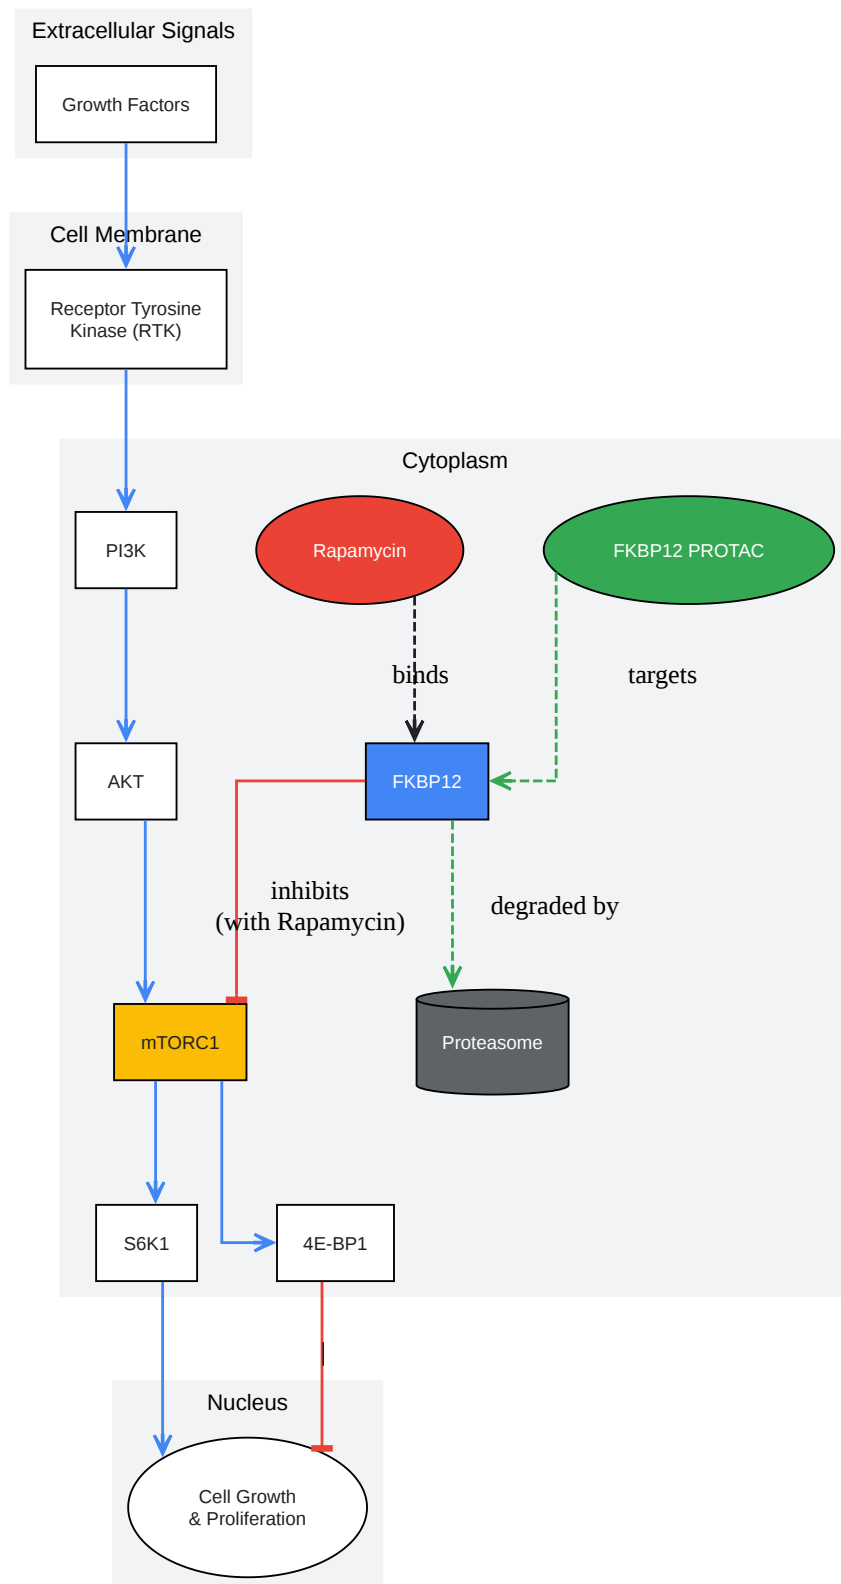 Extracellular Signals
Growth Factors
Cell Membrane
Receptor Tyrosine
Kinase (RTK)
Cytoplasm
PI3K
Rapamycin
FKBP12 PROTAC
binds
targets
AKT
FKBP12
inhibits
(with Rapamycin)
degraded by
mTORC1
Proteasome
S6K1
4E-BP1
Nucleus
Cell Growth
& Proliferation